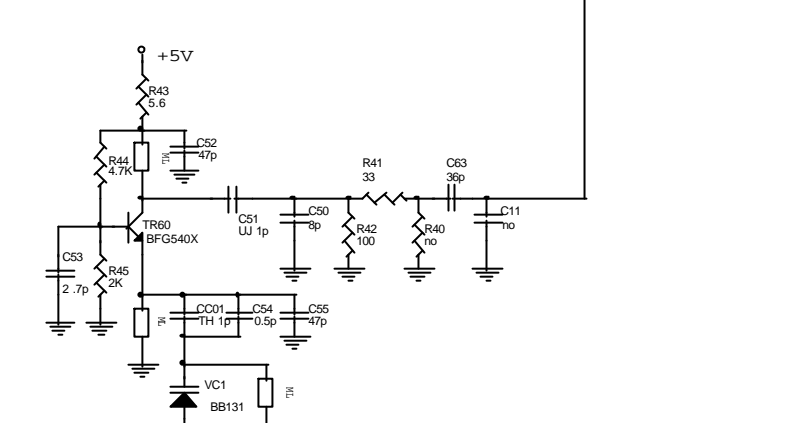 +5V
R43
5.6
C52
47p
ML
R44
4.7K
R41
33
C63
36p
C51
UJ 1p
C50
8p
R42
100
R40
no
C11
no
TR60
BFG540X
C53
2 .7p
R45
2K
ML
CC01
TH 1p
C54
0.5p
C55
47p
VC1
BB131
ML